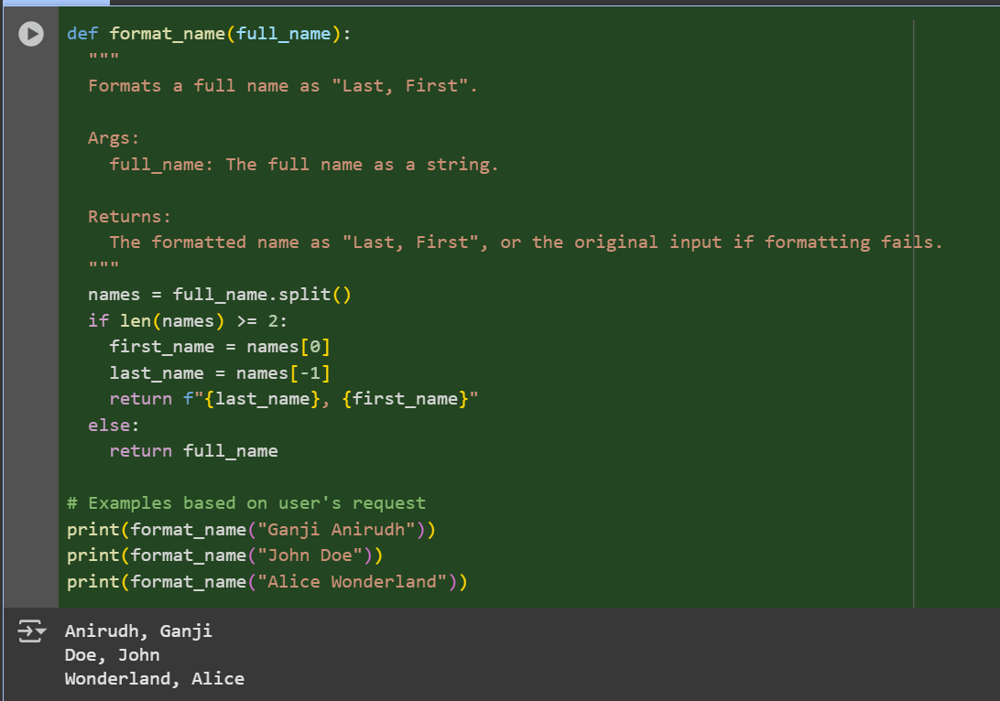 def format_name(full_name):
  """
  Formats a full name as "Last, First".

  Args:
    full_name: The full name as a string.

  Returns:
    The formatted name as "Last, First", or the original input if formatting fails.
  """
  names = full_name.split()
  if len(names) >= 2:
    first_name = names[0]
    last_name = names[-1]
    return f"{last_name}, {first_name}"
  else:
    return full_name

# Examples based on user's request
print(format_name("Ganji Anirudh"))
print(format_name("John Doe"))
print(format_name("Alice Wonderland"))
Anirudh, Ganji
Doe, John
Wonderland, Alice